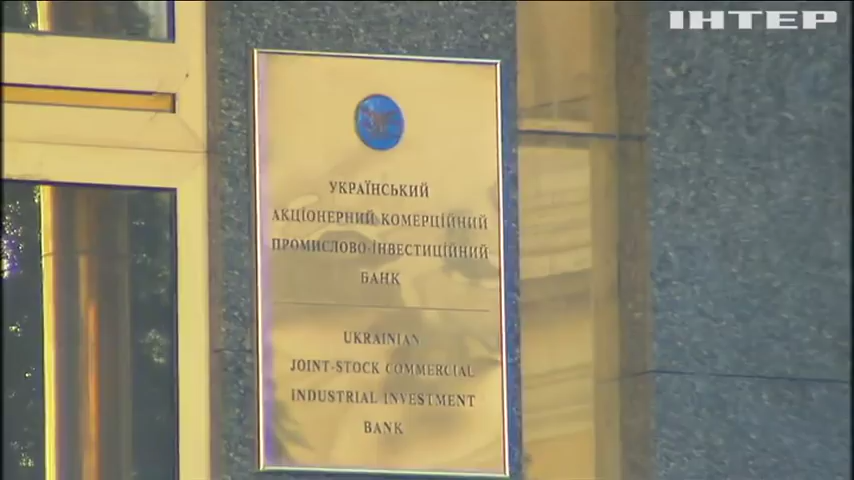 ІНТЕР
УКРАЇНСЬКИЙ
АКЦІОНЕРНИЙ КОМЕРЦІЙНИЙ
ПРОМИСЛОВО-ІНВЕСТИЦІЙНИЙ
БАНК
UKRAINIAN
JOINT-STOCK COMMERCIAL
INDUSTRIAL INVESTMENT
BANK